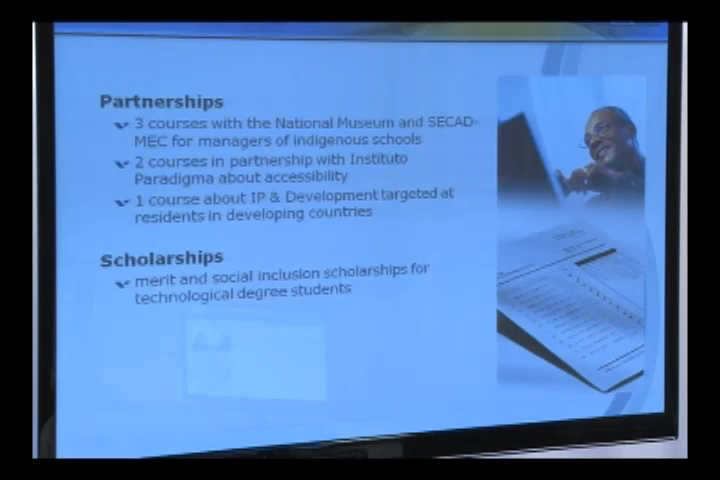 Partnerships
3 courses with the National Museum and SECAD-
MEC for managers of indigenous schools
2 courses in partnership with Instituto
Paradigma about accessibility
1 course about IP & Development targeted at
residents in developing countries
Scholarships
merit and social inclusion scholarships for
technological degree students